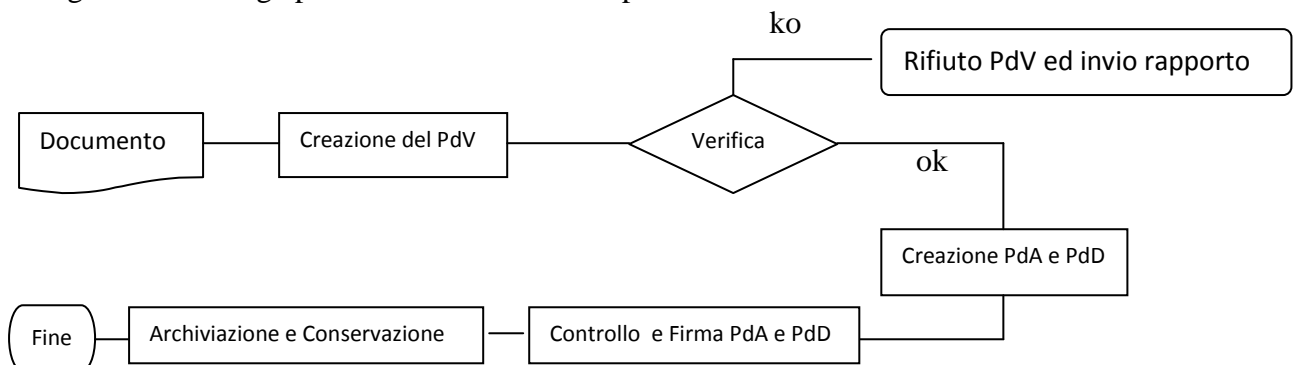 ko
Rifiuto PdV ed invio rapporto
Documento
Creazione del PdV
Verifica
ok
Creazione PdA e PdD
Fine
Archiviazione e Conservazione
Controllo e Firma PdA e PdD